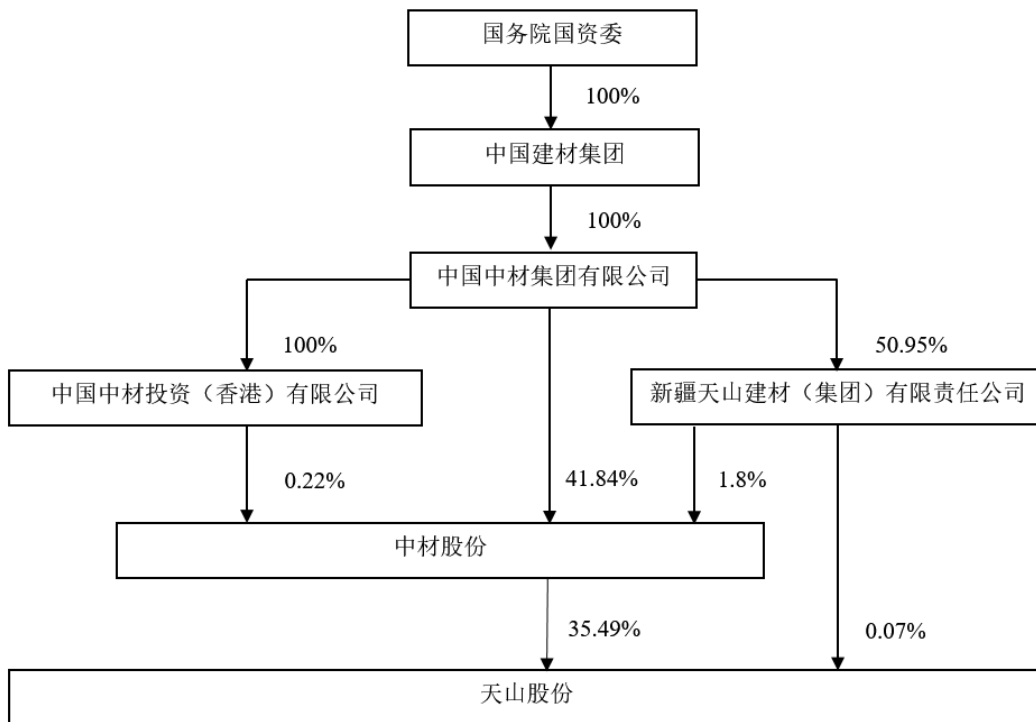 国务院国资委
100%
中国建材集团
100%
中国中材集团有限公司
100%
50.95%
中国中材投资（香港）有限公司
新疆天山建材（集团）有限责任公司
0.22%
41.84%
1.8%
中材股份
35.49%
0.07%
天山股份